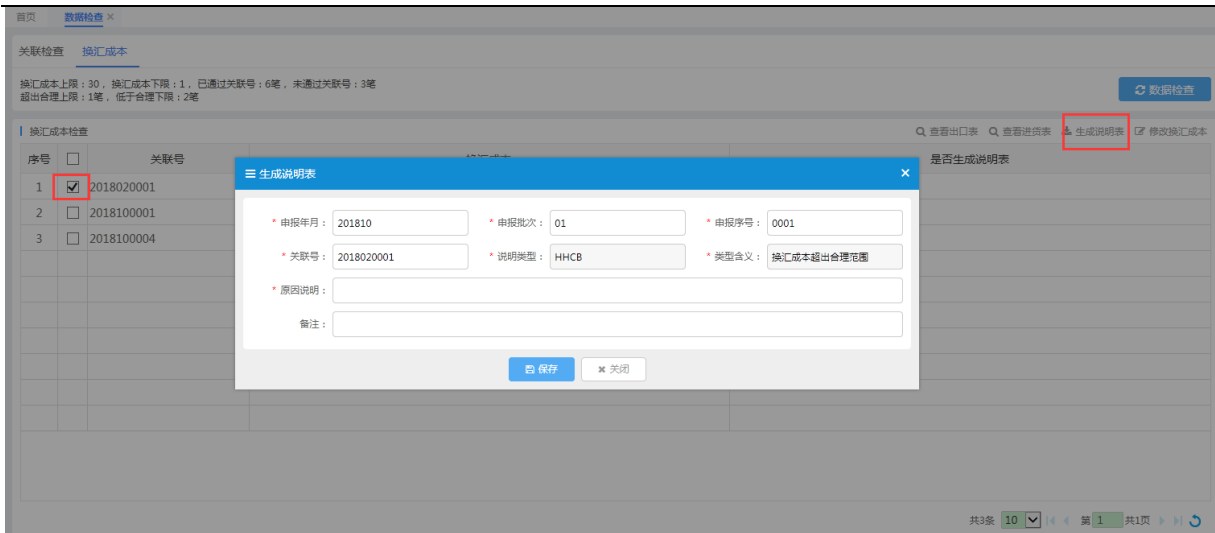 首页 数据检查 ×
关联检查 换汇成本
换汇成本上限：30，换汇成本下限：1，已通过关联号：6笔，未通过关联号：3笔
超出合理上限：1笔，低于合理下限：2笔
数据检查
换汇成本检查 查看出口表 查看进货表 生成说明表 修改换汇成本
序号 关联号 换汇成本 是否生成说明表
1 2018020001
2 2018100001
3 2018100004
生成说明表 ×
* 申报年月： 201810 * 申报批次： 01 * 申报序号： 0001
* 关联号： 2018020001 * 说明类型： HHCB * 类型含义： 换汇成本超出合理范围
* 原因说明：
备注：
保存 × 关闭
共3条 10 第 1 共1页